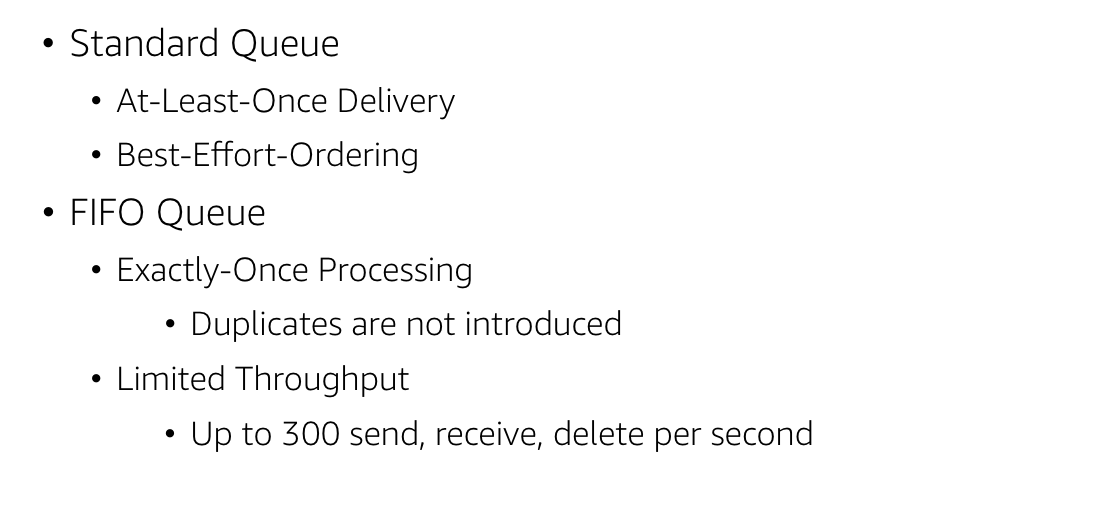 • Standard Queue
• At-Least-Once Delivery
• Best-Effort-Ordering
• FIFO Queue
• Exactly-Once Processing
• Duplicates are not introduced
• Limited Throughput
• Up to 300 send, receive, delete per second